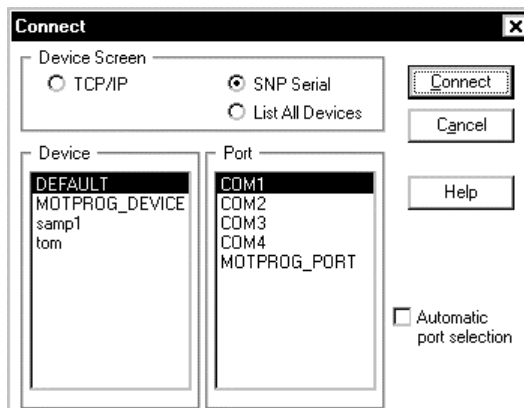 Connect
Device Screen
TCP/IP
SNP Serial
List All Devices
Connect
Cancel
Help
Device
DEFAULT
MOTPROG_DEVICE
samp1
tom
Port
COM1
COM2
COM3
COM4
MOTPROG_PORT
Automatic
port selection